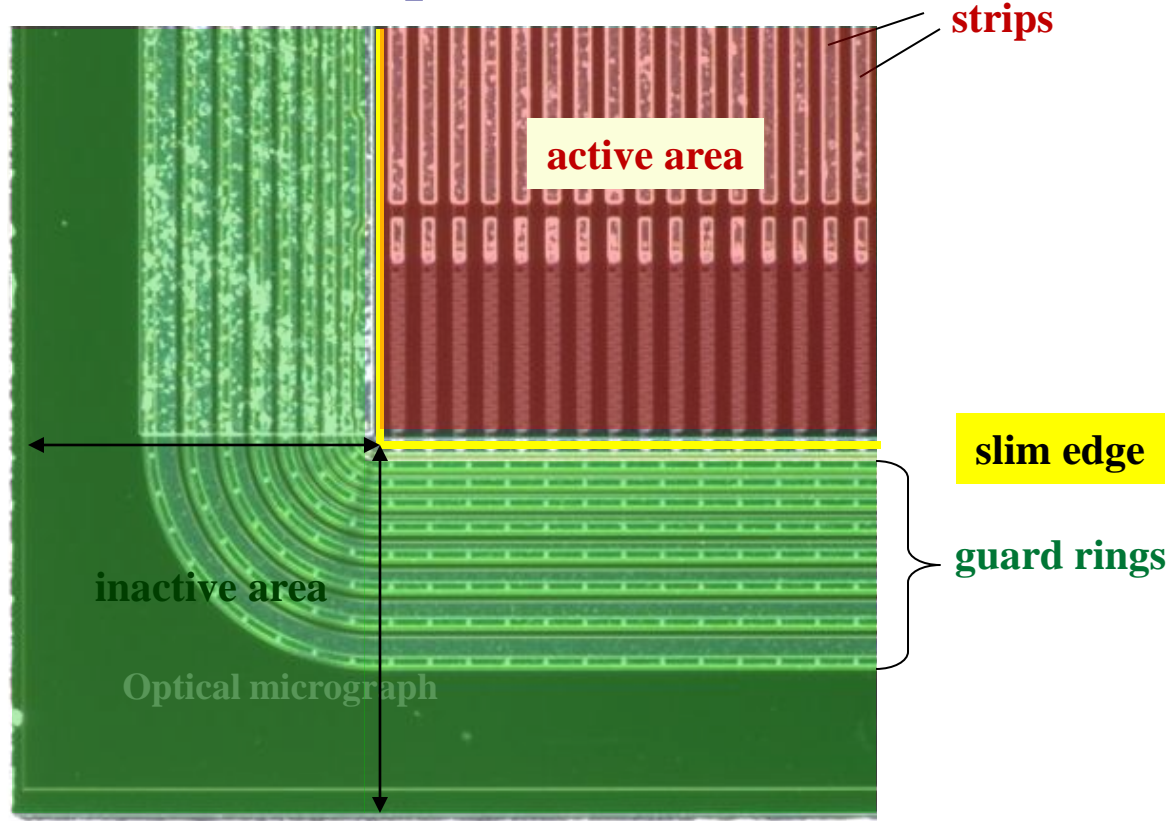 strips
active area
slim edge
guard rings
inactive area
Optical micrograph